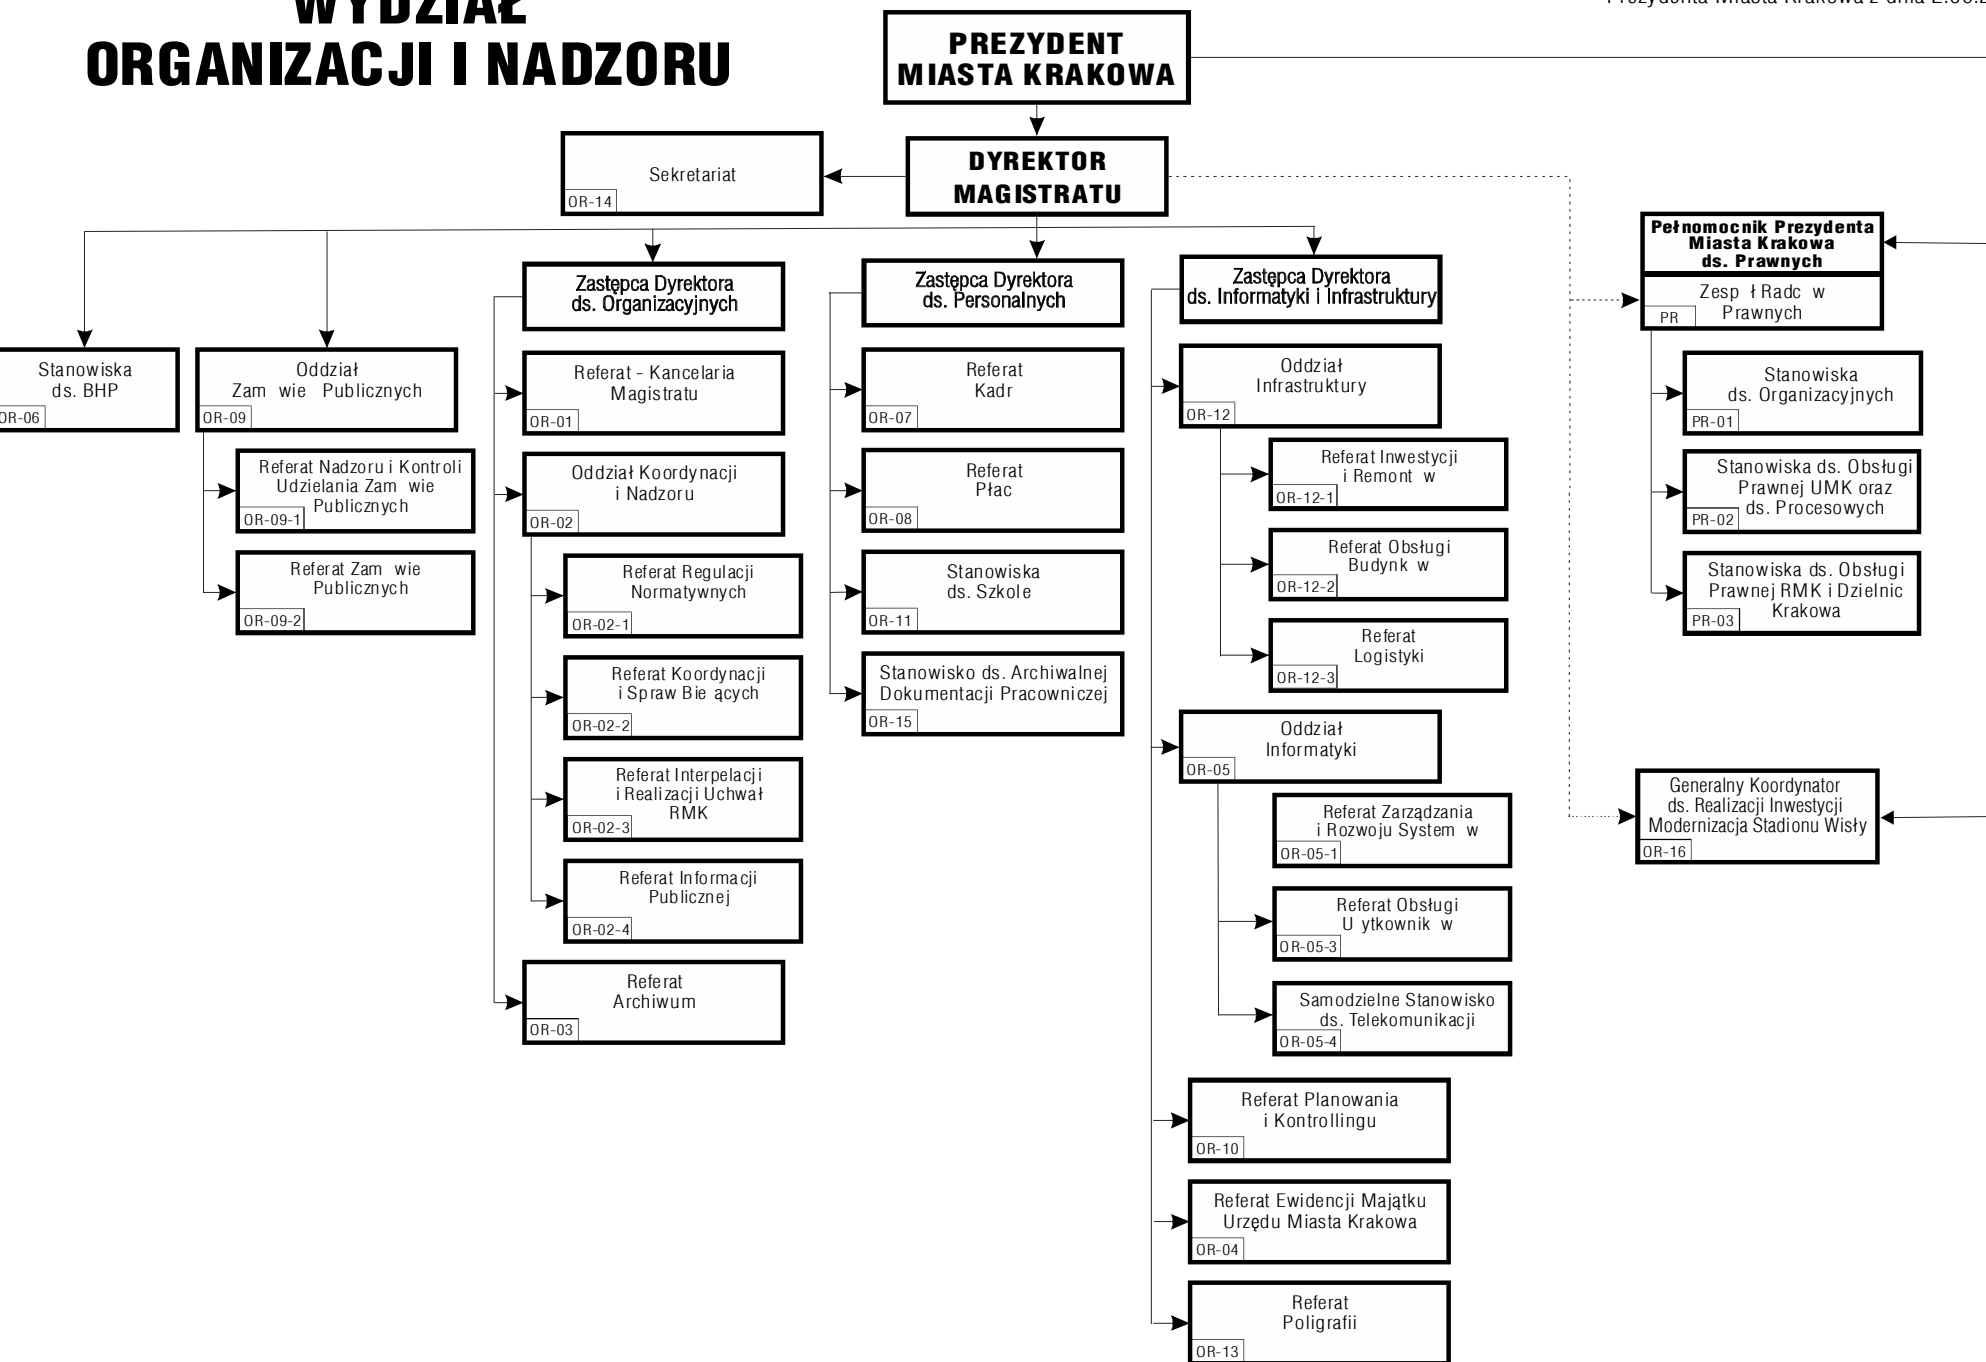 WYDZIAŁ
ORGANIZACJI I NADZORU
Prezydenta Miasta Krakowa z dnia
PREZYDENT
MIASTA KRAKOWA
DYREKTOR
MAGISTRATU
Sekretariat
OR-14
Pełnomocnik Prezydenta
Miasta Krakowa
ds. Prawnych
Zesp ł Radc w
Prawnych
PR
Stanowiska
ds. Organizacyjnych
PR-01
Stanowiska ds. Obsługi
Prawnej UMK oraz
ds. Procesowych
PR-02
Stanowiska ds. Obsługi
Prawnej RMK i Dzielnic
Krakowa
PR-03
Generalny Koordynator
ds. Realizacji Inwestycji
Modernizacja Stadionu Wisły
OR-16
Stanowiska
ds. BHP
OR-06
Oddział
Zam wie Publicznych
OR-09
Referat Nadzoru i Kontroli
Udzielania Zam wie
Publicznych
OR-09-1
Referat Zam wie
Publicznych
OR-09-2
Zastępca Dyrektora
ds. Organizacyjnych
Referat - Kancelaria
Magistratu
OR-01
Oddział Koordynacji
i Nadzoru
OR-02
Referat Regulacji
Normatywnych
OR-02-1
Referat Koordynacji
i Spraw Bie ących
OR-02-2
Referat Interpelacji
i Realizacji Uchwał
RMK
OR-02-3
Referat Informacji
Publicznej
OR-02-4
Referat
Archiwum
OR-03
Zastępca Dyrektora
ds. Personalnych
Referat
Kadr
OR-07
Referat
Płac
OR-08
Stanowiska
ds. Szkole
OR-11
Stanowisko ds. Archiwalnej
Dokumentacji Pracowniczej
OR-15
Zastępca Dyrektora
ds. Informatyki i Infrastruktury
Oddział
Infrastruktury
OR-12
Referat Inwestycji
i Remont w
OR-12-1
Referat Obsługi
Budynk w
OR-12-2
Referat
Logistyki
OR-12-3
Oddział
Informatyki
OR-05
Referat Zarządzania
i Rozwoju System w
OR-05-1
Referat Obsługi
U ytkownik w
OR-05-3
Samodzielne Stanowisko
ds. Telekomunikacji
OR-05-4
Referat Planowania
i Kontrollingu
OR-10
Referat Ewidencji Majątku
Urzędu Miasta Krakowa
OR-04
Referat
Poligrafii
OR-13